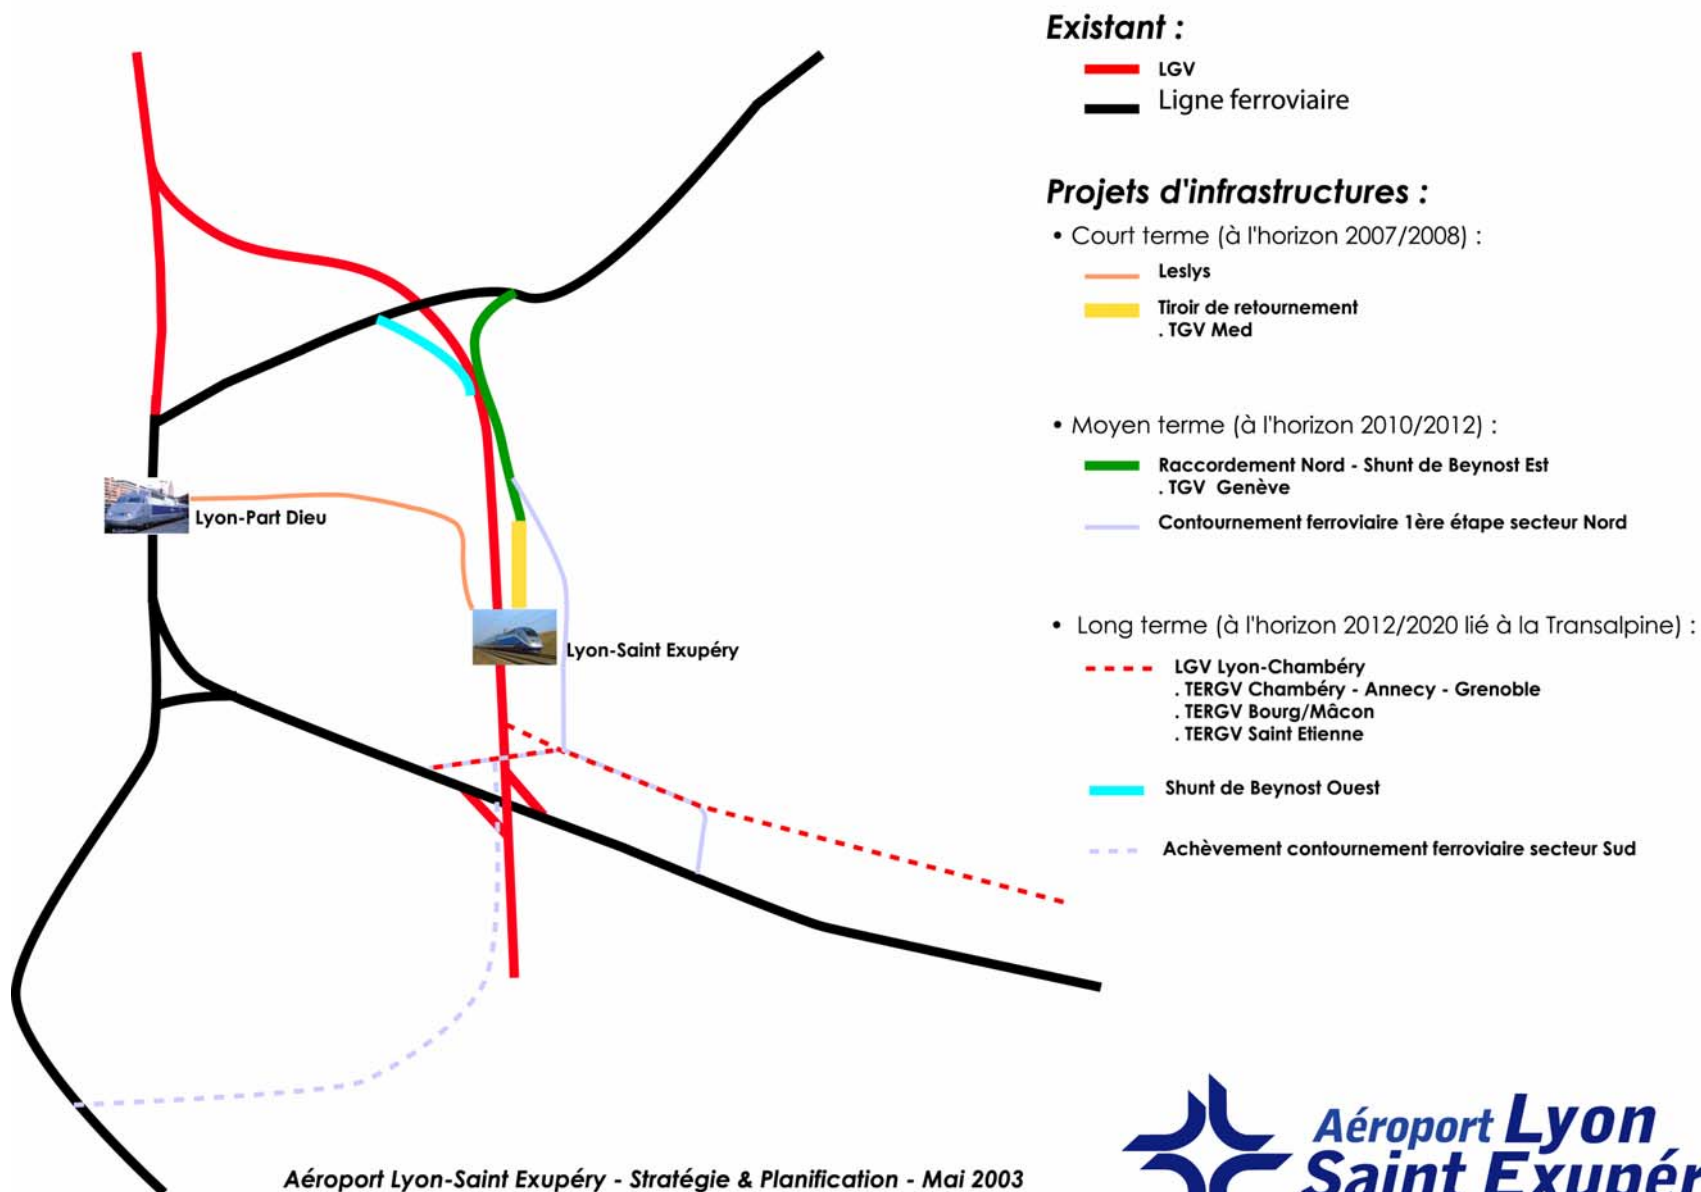 Existant :
LGV
Ligne ferroviaire
Projets d'infrastructures :
• Court terme (à l'horizon 2007/2008) :
Leslys
Tiroir de retournement
. TGV Med
• Moyen terme (à l'horizon 2010/2012) :
Raccordement Nord - Shunt de Beynost Est
. TGV Genève
Contournement ferroviaire 1ère étape secteur Nord
• Long terme (à l'horizon 2012/2020 lié à la Transalpine) :
LGV Lyon-Chambéry
. TERGV Chambéry - Annecy - Grenoble
. TERGV Bourg/Mâcon
. TERGV Saint Etienne
Shunt de Beynost Ouest
Achèvement contournement ferroviaire secteur Sud
Lyon-Part Dieu
Lyon-Saint Exupéry
Aéroport Lyon-Saint Exupéry - Stratégie & Planification - Mai 2003
Aéroport Lyon
Saint Exupér